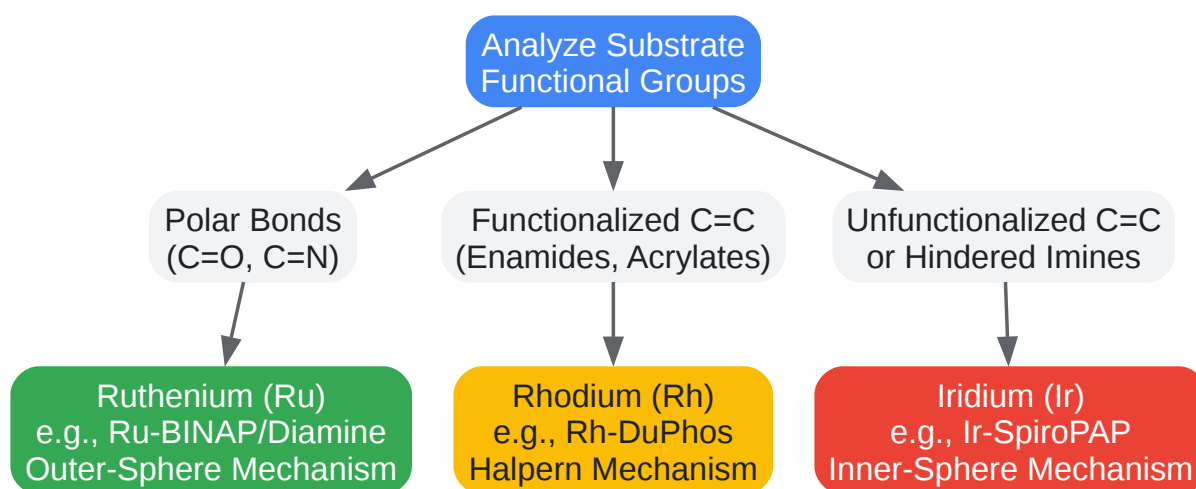 Analyze Substrate
Functional Groups
Polar Bonds
(C=O, C=N)
Functionalized C=C
(Enamides, Acrylates)
Unfunctionalized C=C
or Hindered Imines
Ruthenium (Ru)
e.g., Ru-BINAP/Diamine
Outer-Sphere Mechanism
Rhodium (Rh)
e.g., Rh-DuPhos
Halpern Mechanism
Iridium (Ir)
e.g., Ir-SpiroPAP
Inner-Sphere Mechanism